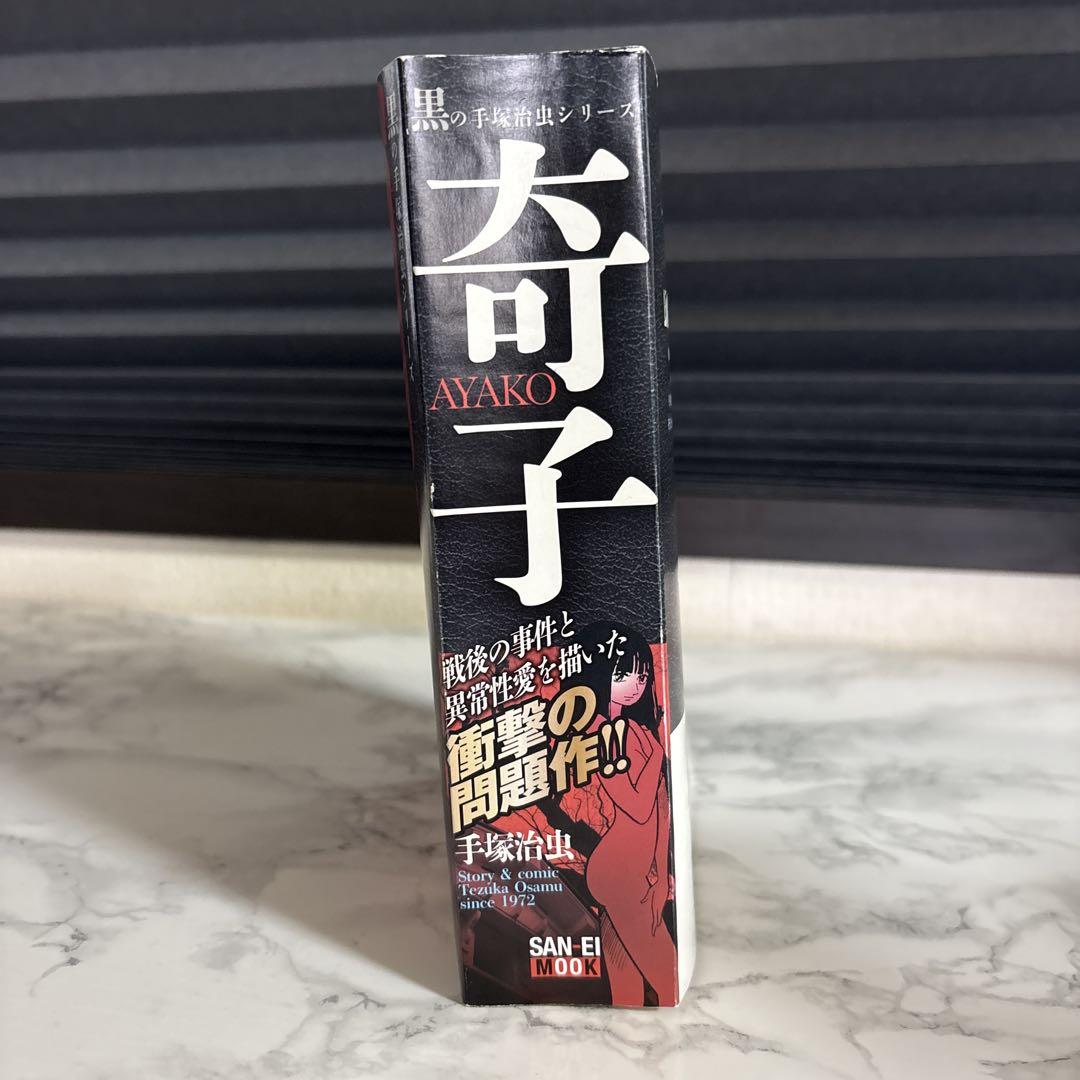 黒の手塚治虫シリーズ
奇子
AYAKO
戦後の事件と
異常性愛を描いた
衝撃の
問題作!!
手塚治虫
Story & comic
Tezuka Osamu
since 1972
SAN-EI
MOOK